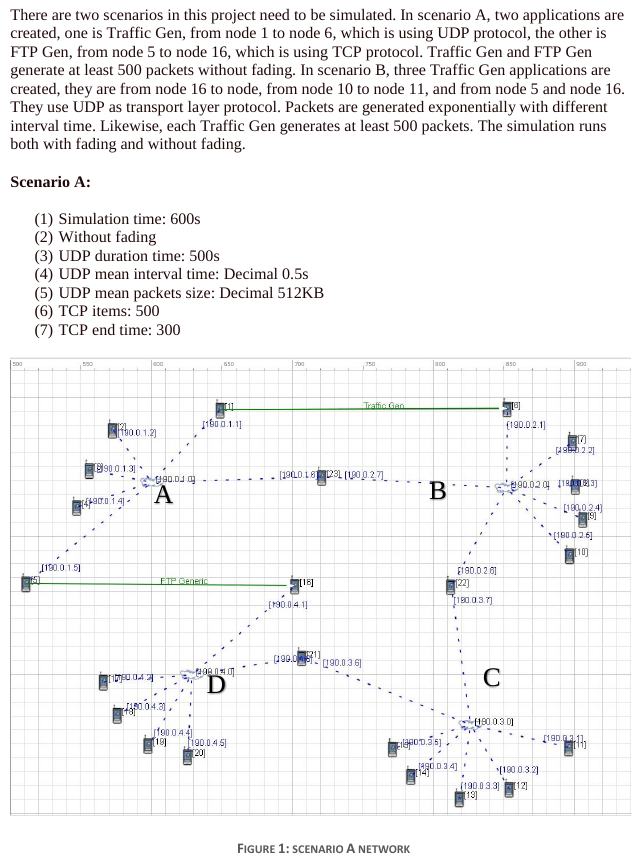 There are two scenarios in this project need to be simulated. In scenario A, two applications are
created, one is Traffic Gen, from node 1 to node 6, which is using UDP protocol, the other is
FTP Gen, from node 5 to node 16, which is using TCP protocol. Traffic Gen and FTP Gen
generate at least 500 packets without fading. In scenario B, three Traffic Gen applications are
created, they are from node 16 to node, from node 10 to node 11, and from node 5 and node 16.
They use UDP as transport layer protocol. Packets are generated exponentially with different
interval time. Likewise, each Traffic Gen generates at least 500 packets. The simulation runs
both with fading and without fading.
Scenario A:
(1) Simulation time: 600s
(2) Without fading
(3) UDP duration time: 500s
(4) UDP mean interval time: Decimal 0.5s
(5) UDP mean packets size: Decimal 512KB
(6) TCP items: 500
(7) TCP end time: 300
500 550 600 650 700 750 800 850 900
[1] Traffic Gen [6]
[190.0.1.1] [190.0.2.1]
[2] [190.0.1.2] [7]
[190.0.2.2]
[190.0.1.3] [190.0.1.0] [190.0.1.6] [23] [190.0.2.7] [190.0.2.0]
A B
[190.0.1.4] [190.0.2.4] [9]
[190.0.2.5]
[10]
[190.0.1.5] [190.0.2.6]
FTP Generic [16] [22]
[190.0.4.1] [190.0.3.7]
[21] [190.0.3.6]
[190.0.4.2] [190.0.4.0] D C
[190.0.4.3] [190.0.3.0]
[190.0.4.4] [190.0.3.1]
[19] [190.0.4.5] [190.0.3.5] [11]
[20] [14] [190.0.3.4] [190.0.3.2]
[190.0.3.3] [12]
[13]
FIGURE 1: SCENARIO A NETWORK